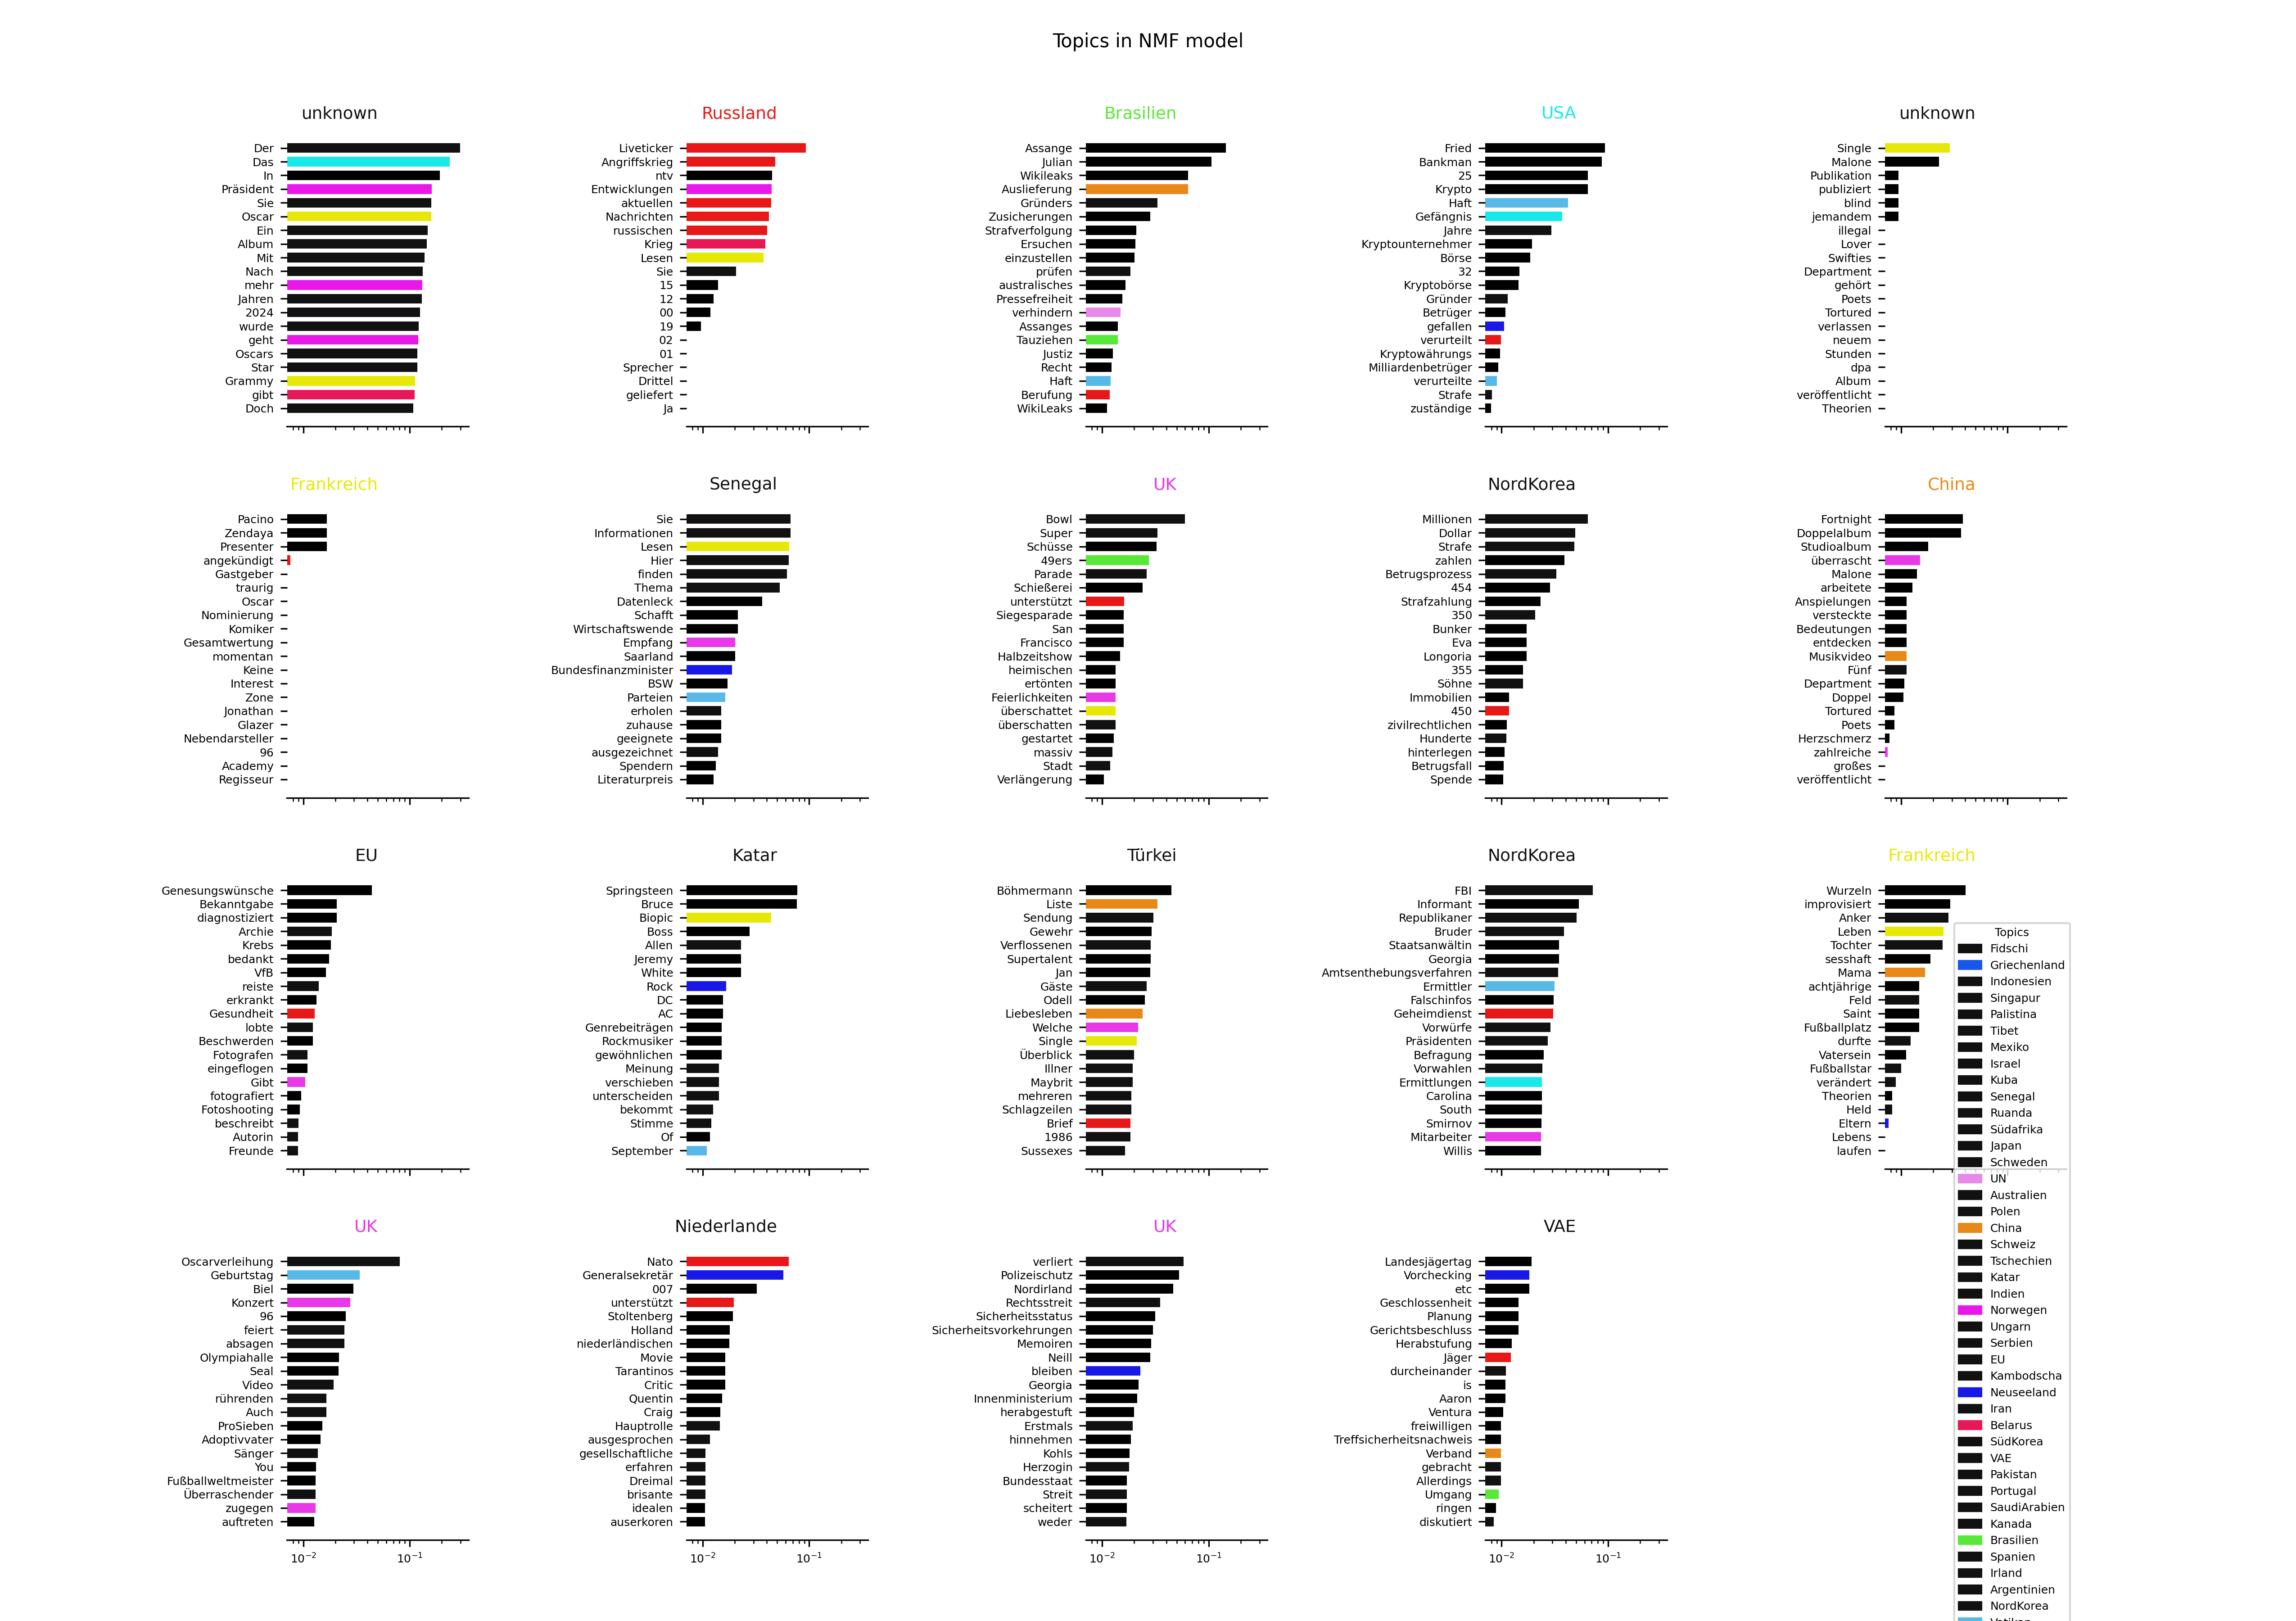 Topics in NMF model
unknown
Der
Das
In
Präsident
Sie
Oscar
Ein
Album
Mit
Nach
mehr
Jahren
2024
wurde
geht
Oscars
Star
Grammy
gibt
Doch
Russland
Liveticker
Angriffskrieg
ntv
Entwicklungen
aktuellen
Nachrichten
russischen
Krieg
Lesen
Sie
15
12
00
19
02
01
Sprecher
Drittel
geliefert
Ja
Brasilien
Assange
Julian
Wikileaks
Auslieferung
Gründers
Zusicherungen
Strafverfolgung
Ersuchen
einzustellen
prüfen
australisches
Pressefreiheit
verhindern
Assanges
Tauziehen
Justiz
Recht
Haft
Berufung
WikiLeaks
USA
Fried
Bankman
25
Krypto
Haft
Gefängnis
Jahre
Kryptounternehmer
Börse
32
Kryptobörse
Gründer
Betrüger
gefallen
verurteilt
Kryptowährungs
Milliardenbetrüger
verurteilte
Strafe
zuständige
unknown
Single
Malone
Publikation
publiziert
blind
jemandem
illegal
Lover
Swifties
Department
gehört
Poets
Tortured
verlassen
neuem
Stunden
dpa
Album
veröffentlicht
Theorien
Frankreich
Pacino
Zendaya
Presenter
angekündigt
Gastgeber
traurig
Oscar
Nominierung
Komiker
Gesamtwertung
momentan
Keine
Interest
Zone
Jonathan
Glazer
Nebendarsteller
96
Academy
Regisseur
Senegal
Sie
Informationen
Lesen
Hier
finden
Thema
Datenleck
Schafft
Wirtschaftswende
Empfang
Saarland
Bundesfinanzminister
BSW
Parteien
erholen
zuhause
geeignete
ausgezeichnet
Spendern
Literaturpreis
UK
Bowl
Super
Schüsse
49ers
Parade
Schießerei
unterstützt
Siegesparade
San
Francisco
Halbzeitshow
heimischen
ertönten
Feierlichkeiten
überschattet
überschatten
gestartet
massiv
Stadt
Verlängerung
NordKorea
Millionen
Dollar
Strafe
zahlen
Betrugsprozess
454
Strafzahlung
350
Bunker
Eva
Longoria
355
Söhne
Immobilien
450
zivilrechtlichen
Hunderte
hinterlegen
Betrugsfall
Spende
China
Fortnight
Doppelalbum
Studioalbum
überrascht
Malone
arbeitete
Anspielungen
versteckte
Bedeutungen
entdecken
Musikvideo
Fünf
Department
Doppel
Tortured
Poets
Herzschmerz
zahlreiche
großes
veröffentlicht
EU
Genesungswünsche
Bekanntgabe
diagnostiziert
Archie
Krebs
bedankt
VfB
reiste
erkrankt
Gesundheit
lobte
Beschwerden
Fotografen
eingeflogen
Gibt
fotografiert
Fotoshooting
beschreibt
Autorin
Freunde
Katar
Springsteen
Bruce
Biopic
Boss
Allen
Jeremy
White
Rock
DC
AC
Genrebeiträgen
Rockmusiker
gewöhnlichen
Meinung
verschieben
unterscheiden
bekommt
Stimme
Of
September
Türkei
Böhmermann
Liste
Sendung
Gewehr
Verflossenen
Supertalent
Jan
Gäste
Odell
Liebesleben
Welche
Single
Überblick
Illner
Maybrit
mehreren
Schlagzeilen
Brief
1986
Sussexes
NordKorea
FBI
Informant
Republikaner
Bruder
Staatsanwältin
Georgia
Amtsenthebungsverfahren
Ermittler
Falschinfos
Geheimdienst
Vorwürfe
Präsidenten
Befragung
Vorwahlen
Ermittlungen
Carolina
South
Smirnov
Mitarbeiter
Willis
Frankreich
Wurzeln
improvisiert
Anker
Leben
Tochter
sesshaft
Mama
achtjährige
Feld
Saint
Fußballplatz
durfte
Vatersein
Fußballstar
verändert
Theorien
Held
Eltern
Lebens
laufen
UK
Oscarverleihung
Geburtstag
Biel
Konzert
96
feiert
absagen
Olympiahalle
Seal
Video
rührenden
Auch
ProSieben
Adoptivvater
Sänger
You
Fußballweltmeister
Überraschender
zugegen
auftreten
10⁻² 10⁻¹
Niederlande
Nato
Generalsekretär
007
unterstützt
Stoltenberg
Holland
niederländischen
Movie
Tarantinos
Critic
Quentin
Craig
Hauptrolle
ausgesprochen
gesellschaftliche
erfahren
Dreimal
brisante
idealen
auserkoren
10⁻² 10⁻¹
UK
verliert
Polizeischutz
Nordirland
Rechtsstreit
Sicherheitsstatus
Sicherheitsvorkehrungen
Memoiren
Neill
bleiben
Georgia
Innenministerium
herabgestuft
Erstmals
hinnehmen
Kohls
Herzogin
Bundesstaat
Streit
scheitert
weder
10⁻² 10⁻¹
VAE
Landesjägertag
Vorchecking
etc
Geschlossenheit
Planung
Gerichtsbeschluss
Herabstufung
Jäger
durcheinander
is
Aaron
Ventura
freiwilligen
Treffsicherheitsnachweis
Verband
gebracht
Allerdings
Umgang
ringen
diskutiert
10⁻² 10⁻¹
Topics
Fidschi
Griechenland
Indonesien
Singapur
Palistina
Tibet
Mexiko
Israel
Kuba
Senegal
Ruanda
Südafrika
Japan
Schweden
UN
Australien
Polen
China
Schweiz
Tschechien
Katar
Indien
Norwegen
Ungarn
Serbien
EU
Kambodscha
Neuseeland
Iran
Belarus
SüdKorea
VAE
Pakistan
Portugal
SaudiArabien
Kanada
Brasilien
Spanien
Irland
Argentinien
NordKorea